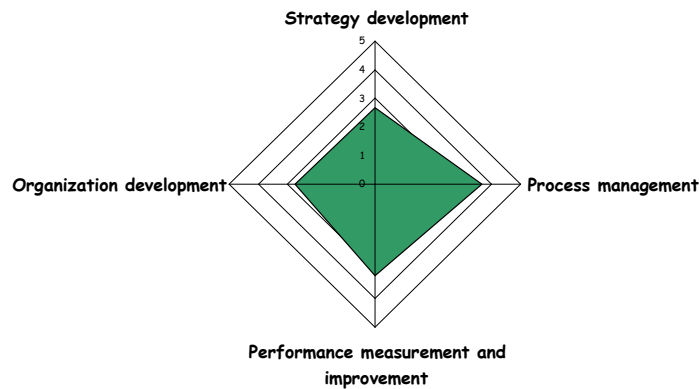 Strategy development
5
4
3
2
1
0
Organization development
Process management
Performance measurement and
improvement